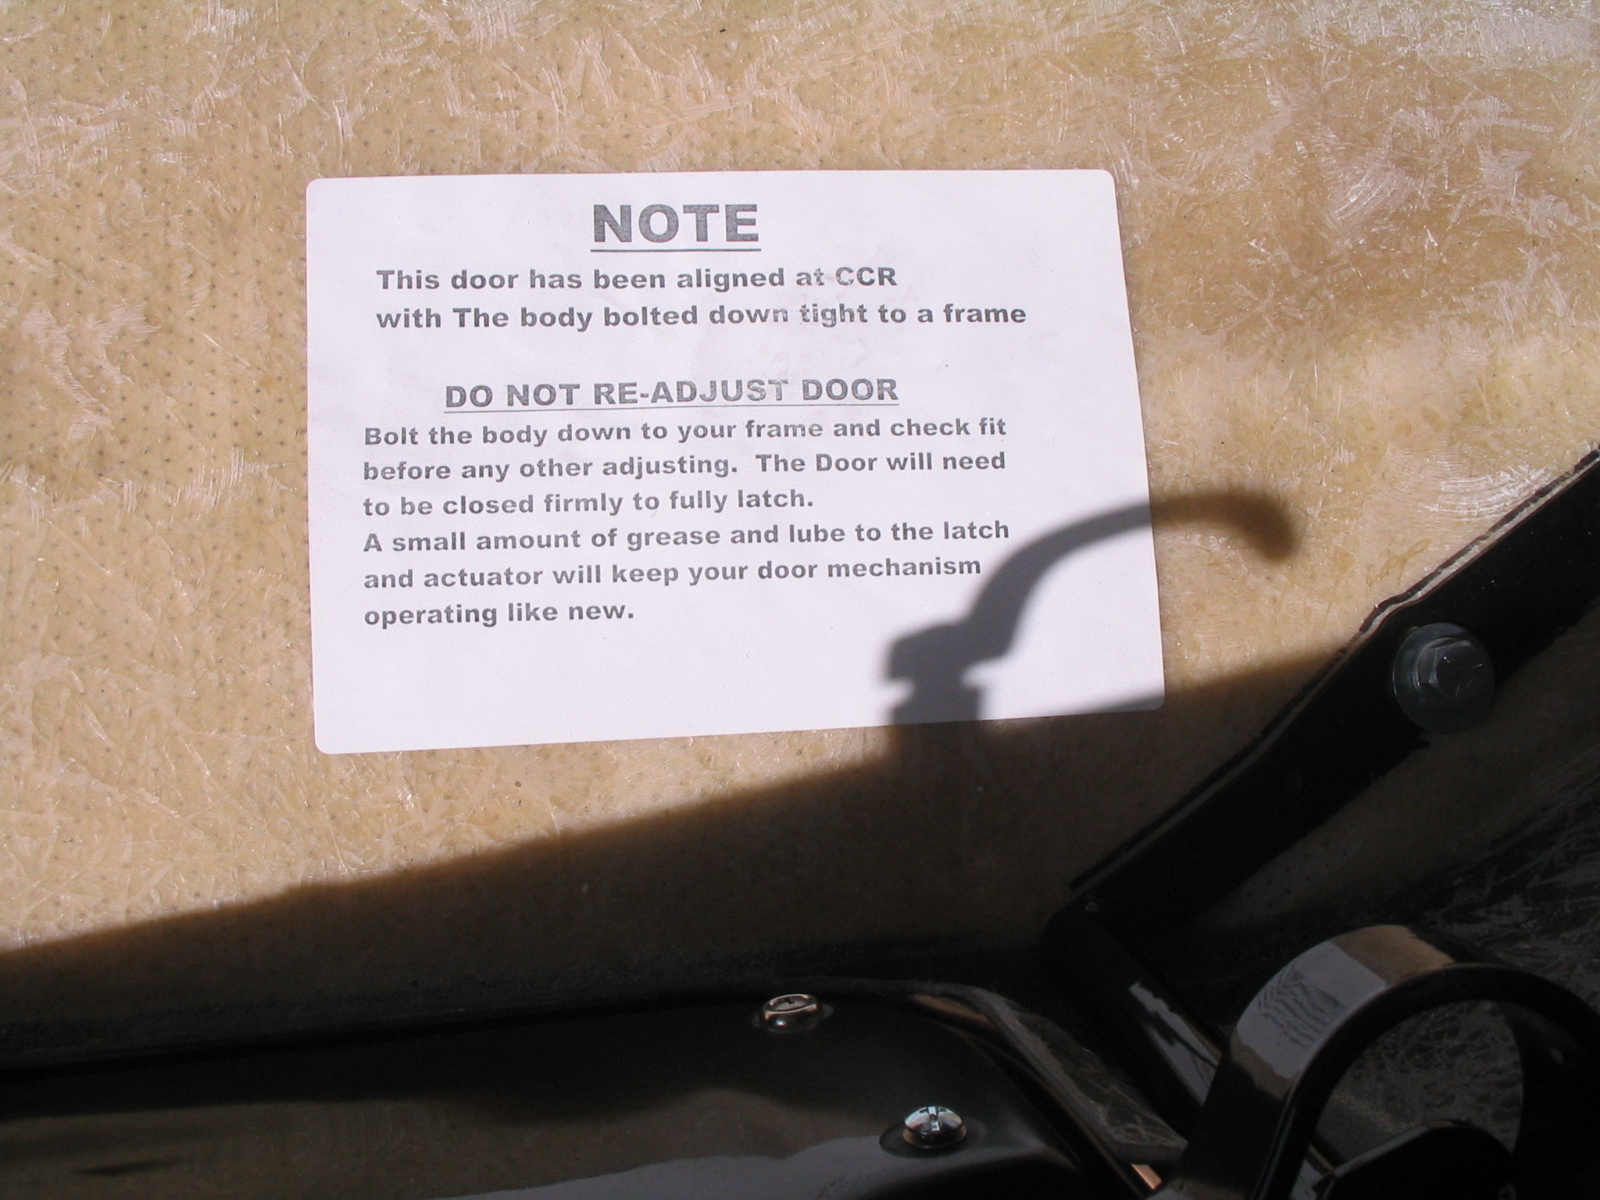 NOTE
This door has been aligned at CCR
with The body bolted down tight to a frame
DO NOT RE-ADJUST DOOR
Bolt the body down to your frame and check fit
before any other adjusting. The Door will need
to be closed firmly to fully latch.
A small amount of grease and lube to the latch
and actuator will keep your door mechanism
operating like new.